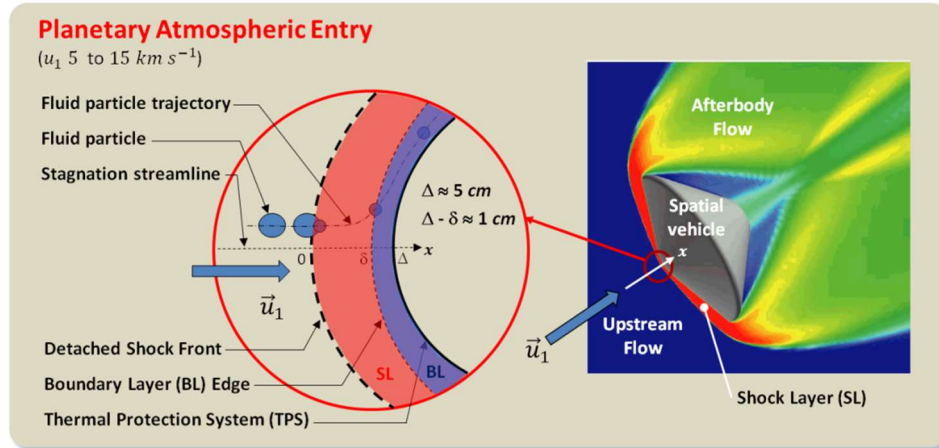 Planetary Atmospheric Entry
(u₁ 5 to 15 km s⁻¹)
Fluid particle trajectory
Fluid particle
Stagnation streamline
Δ ≈ 5 cm
Δ - δ ≈ 1 cm
0
δ
Δ
x
u⃗₁
Detached Shock Front
Boundary Layer (BL) Edge
Thermal Protection System (TPS)
SL
BL
Afterbody
Flow
Spatial
vehicle
x
u⃗₁
Upstream
Flow
Shock Layer (SL)